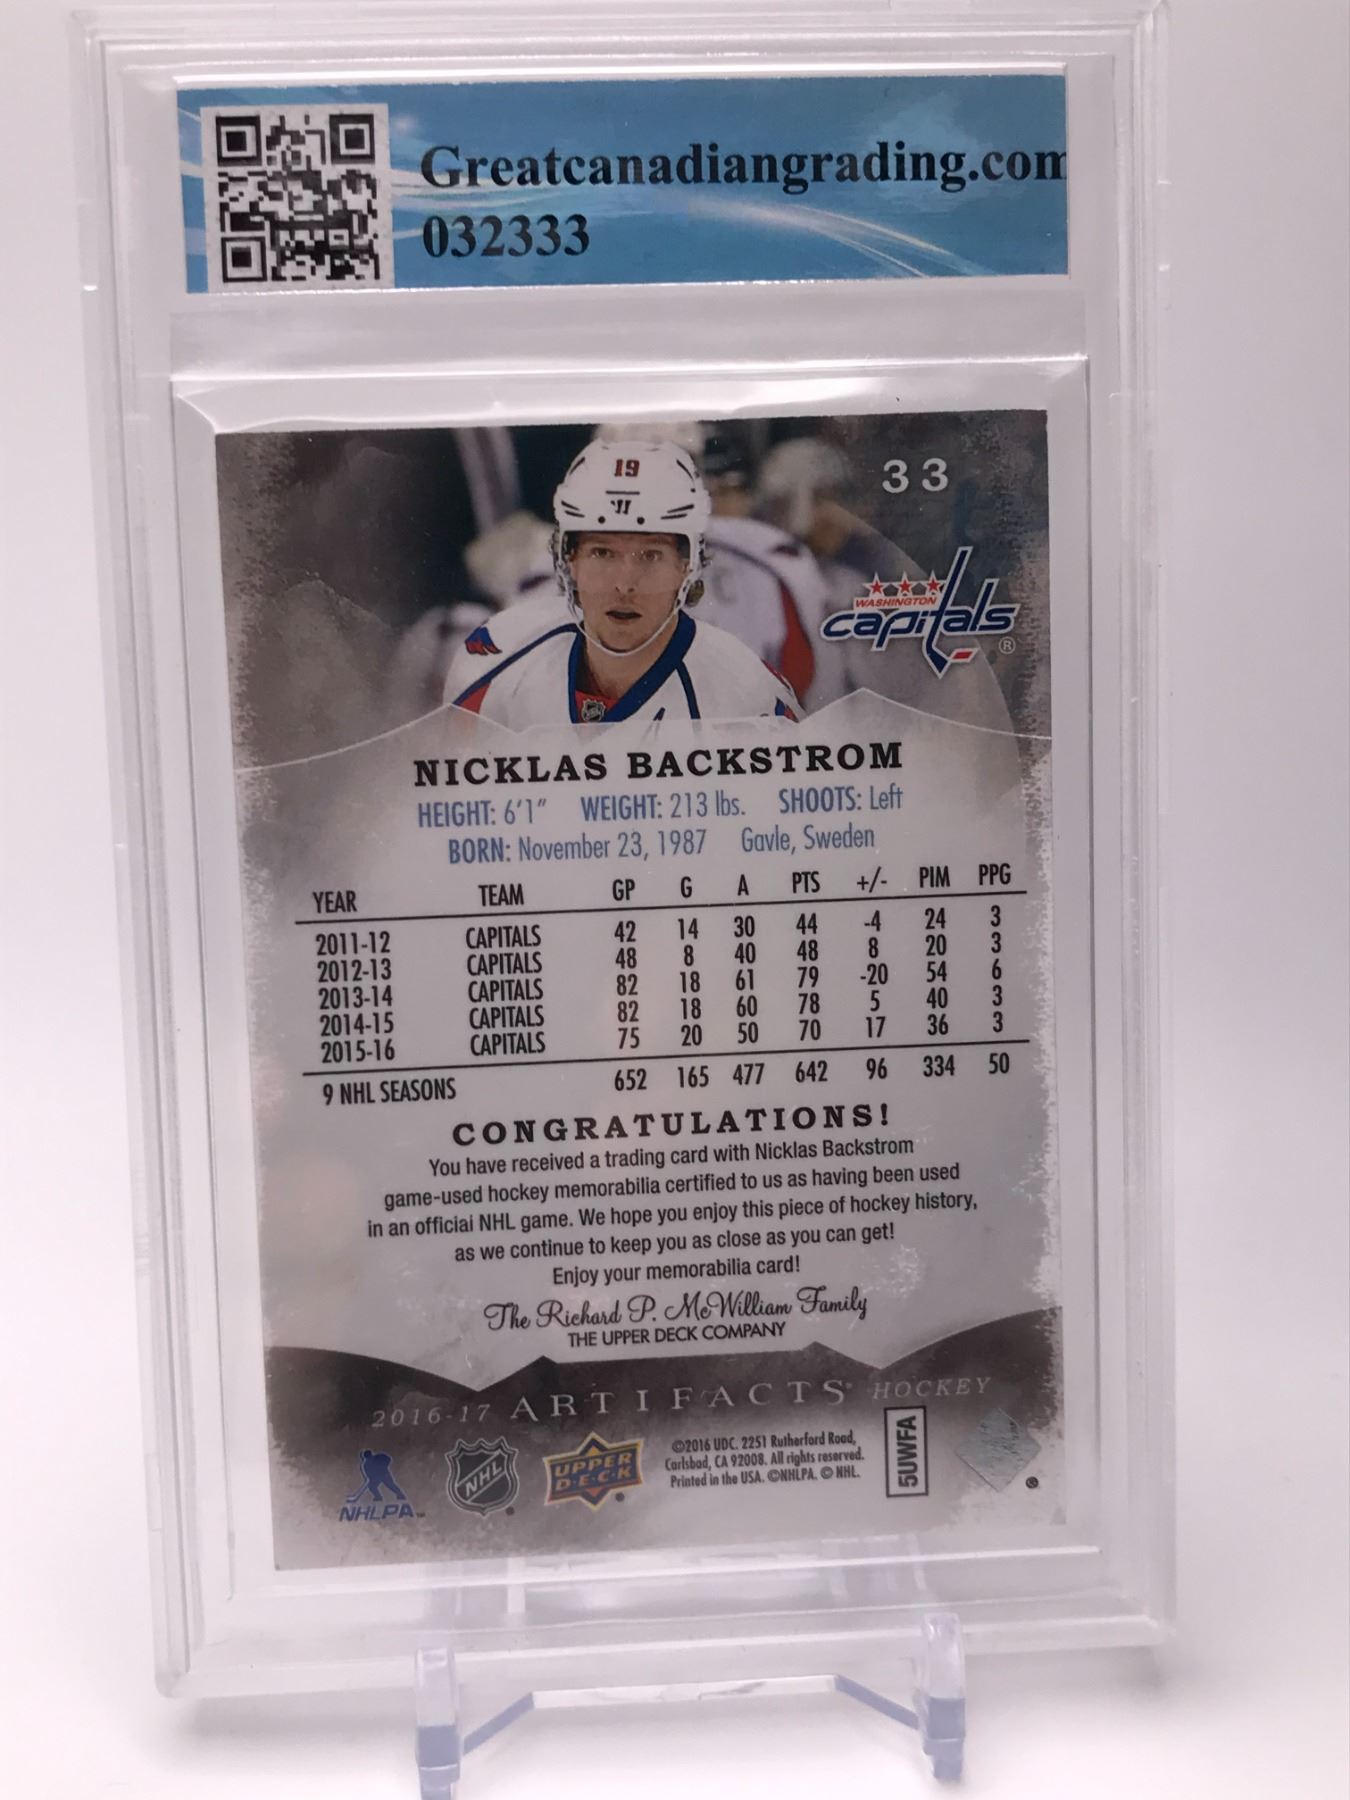 Greatcanadiangrading.com
032333
19
33
WASHINGTON
capitals®
NICKLAS BACKSTROM
HEIGHT: 6'1" WEIGHT: 213 lbs. SHOOTS: Left
BORN: November 23, 1987 Gavle, Sweden
YEAR TEAM GP G A PTS +/- PIM PPG
2011-12 CAPITALS 42 14 30 44 -4 24 3
2012-13 CAPITALS 48 8 40 48 8 20 3
2013-14 CAPITALS 82 18 61 79 -20 54 6
2014-15 CAPITALS 82 18 60 78 5 40 3
2015-16 CAPITALS 75 20 50 70 17 36 3
9 NHL SEASONS 652 165 477 642 96 334 50
CONGRATULATIONS!
You have received a trading card with Nicklas Backstrom
game-used hockey memorabilia certified to us as having been used
in an official NHL game. We hope you enjoy this piece of hockey history,
as we continue to keep you as close as you can get!
Enjoy your memorabilia card!
The Richard P. McWilliam Family
THE UPPER DECK COMPANY
2016-17 ARTIFACTS HOCKEY
NHLPA™
NHL
UPPER
D·E·C·K
©2016 UDC. 2251 Rutherford Road,
Carlsbad, CA 92008. All rights reserved.
Printed in the USA. ©NHLPA. © NHL.
5UWFA